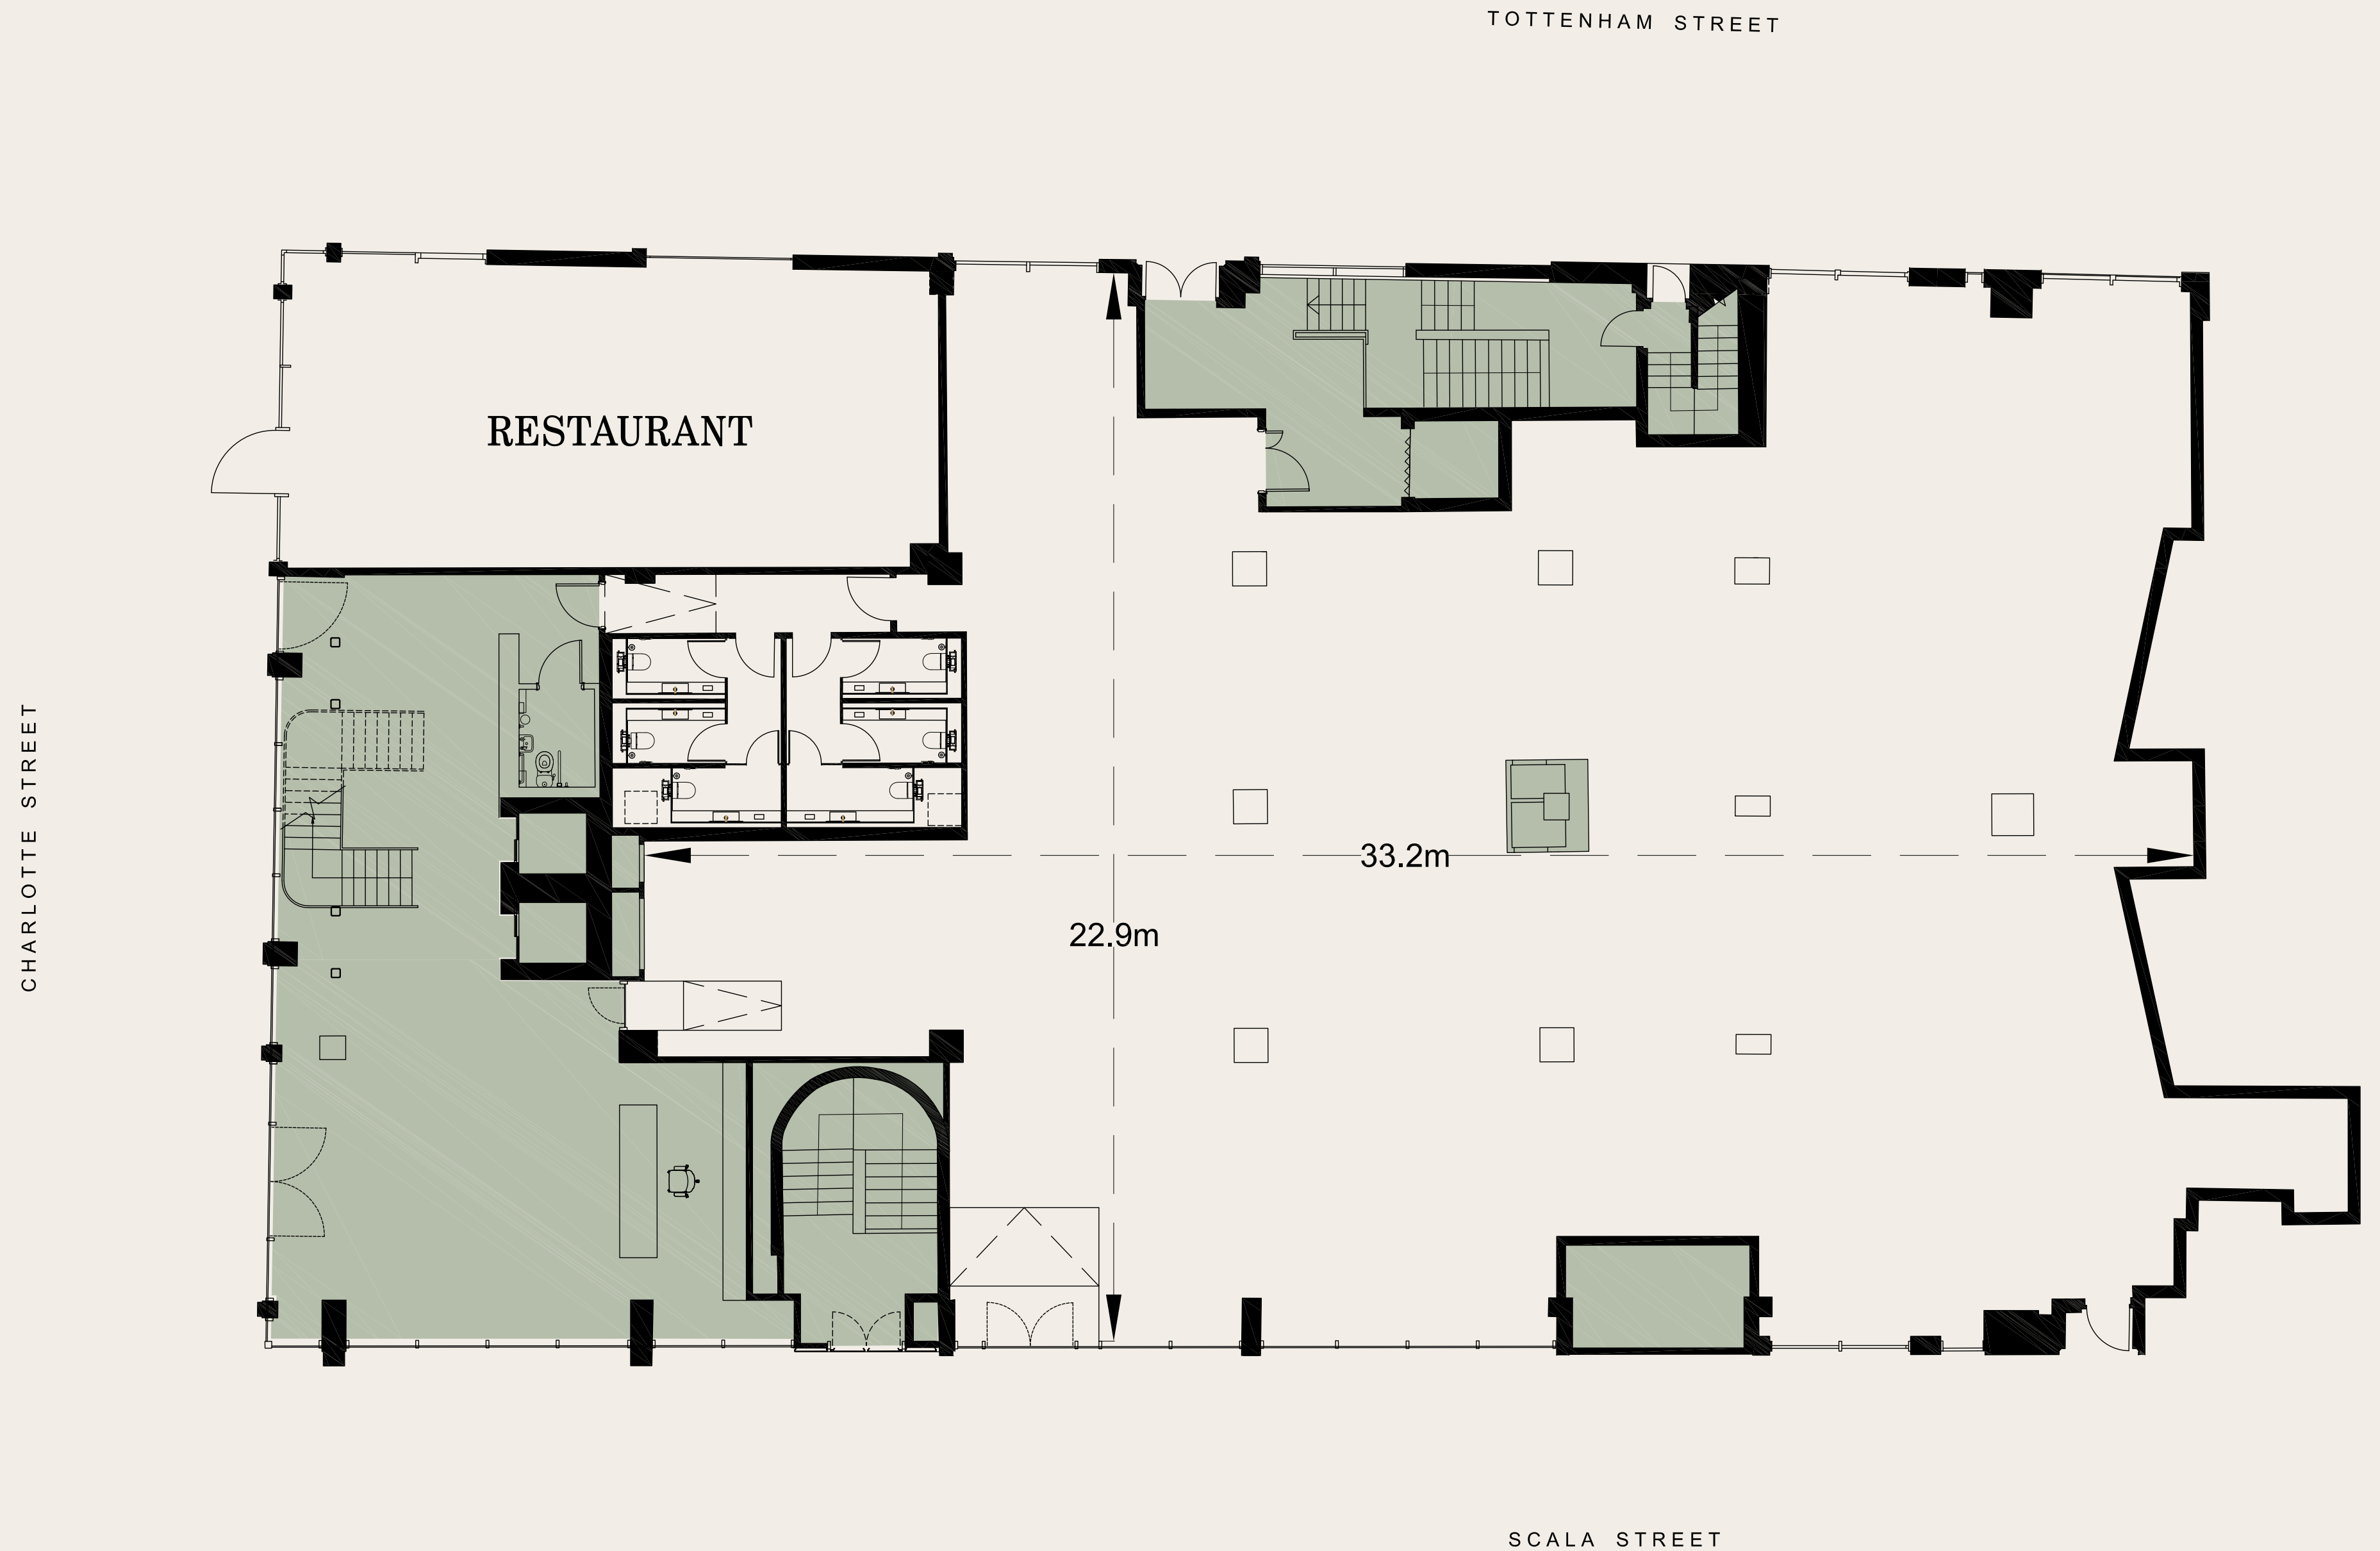 TOTTENHAM STREET
RESTAURANT
CHARLOTTE STREET
33.2m
22.9m
SCALA STREET